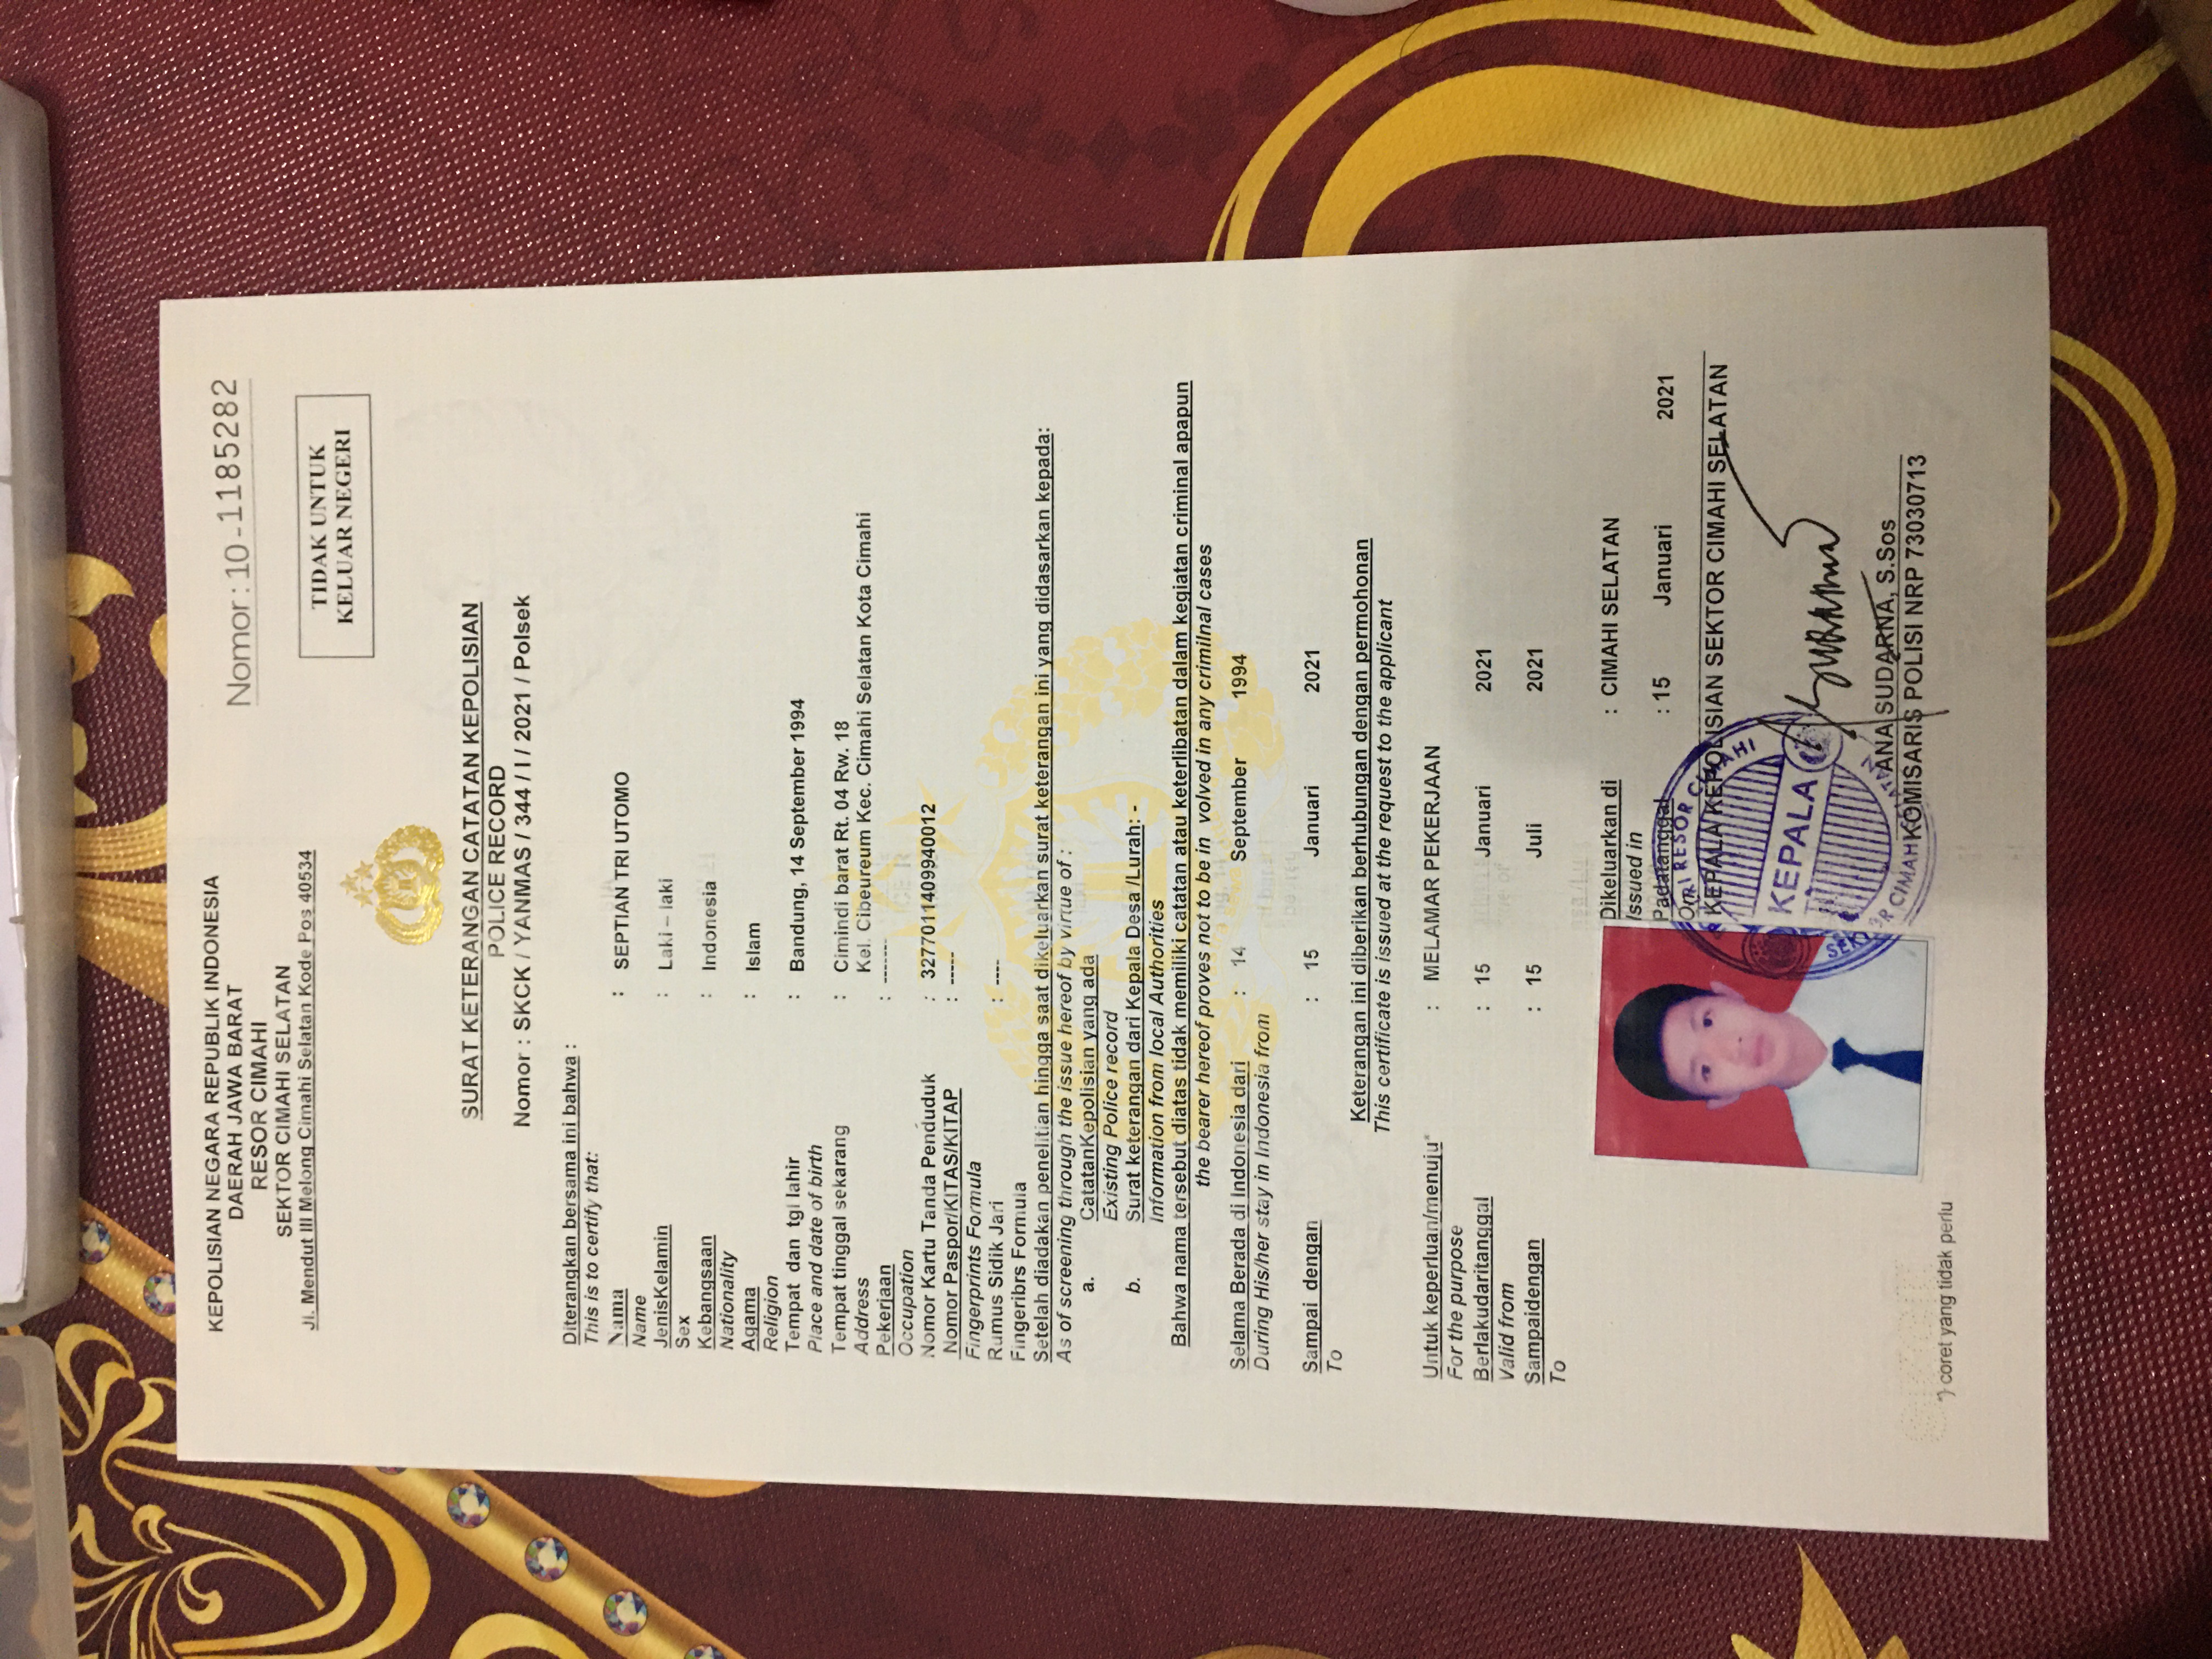 KEPOLISIAN NEGARA REPUBLIK INDONESIA
DAERAH JAWA BARAT
RESOR CIMAHI
SEKTOR CIMAHI SELATAN
Jl. Mendut III Melong Cimahi Selatan Kode Pos 40534
Nomor : 10 - 1185282
TIDAK UNTUK
KELUAR NEGERI
SURAT KETERANGAN CATATAN KEPOLISIAN
POLICE RECORD
Nomor : SKCK / YANMAS / 344 / I / 2021 / Polsek
Diterangkan bersama ini bahwa :
This is to certify that:
Nama : SEPTIAN TRI UTOMO
Name
JenisKelamin : Laki – laki
Sex
Kebangsaan : Indonesia
Nationality
Agama : Islam
Religion
Tempat dan tgl lahir : Bandung, 14 September 1994
Place and date of birth
Tempat tinggal sekarang : Cimindi barat Rt. 04 Rw. 18
Address Kel. Cibeureum Kec. Cimahi Selatan Kota Cimahi
Pekerjaan : -------
Occupation
Nomor Kartu Tanda Penduduk : 3277011409940012
Nomor Paspor/KITAS/KITAP : -----
Fingerprints Formula
Rumus Sidik Jari : ----
Fingeribrs Formula
Setelah diadakan penelitian hingga saat dikeluarkan surat keterangan ini yang didasarkan kepada:
As of screening through the issue hereof by virtue of :
a. CatatanKepolisian yang ada
Existing Police record
b. Surat keterangan dari Kepala Desa /Lurah: -
Information from local Authorities
Bahwa nama tersebut diatas tidak memiliki catatan atau keterlibatan dalam kegiatan criminal apapun
the bearer hereof proves not to be in volved in any crimilnal cases
Selama Berada di Indonesia dari : 14 September 1994
During His/her stay in Indonesia from
Sampai dengan : 15 Januari 2021
To
Keterangan ini diberikan berhubungan dengan permohonan
This certificate is issued at the request to the applicant
Untuk keperluan/menuju* : MELAMAR PEKERJAAN
For the purpose
Berlakudaritanggal : 15 Januari 2021
Valid from
Sampaidengan : 15 Juli 2021
To
Dikeluarkan di : CIMAHI SELATAN
Issued in
Padatanggal : 15 Januari 2021
On
KEPALA KEPOLISIAN SEKTOR CIMAHI SELATAN
RESOR CIMAHI
KEPALA
SEKTOR CIMAHI SELATAN
Sudarna
ANA SUDARNA, S.Sos
KOMISARIS POLISI NRP 73030713
*) coret yang tidak perlu